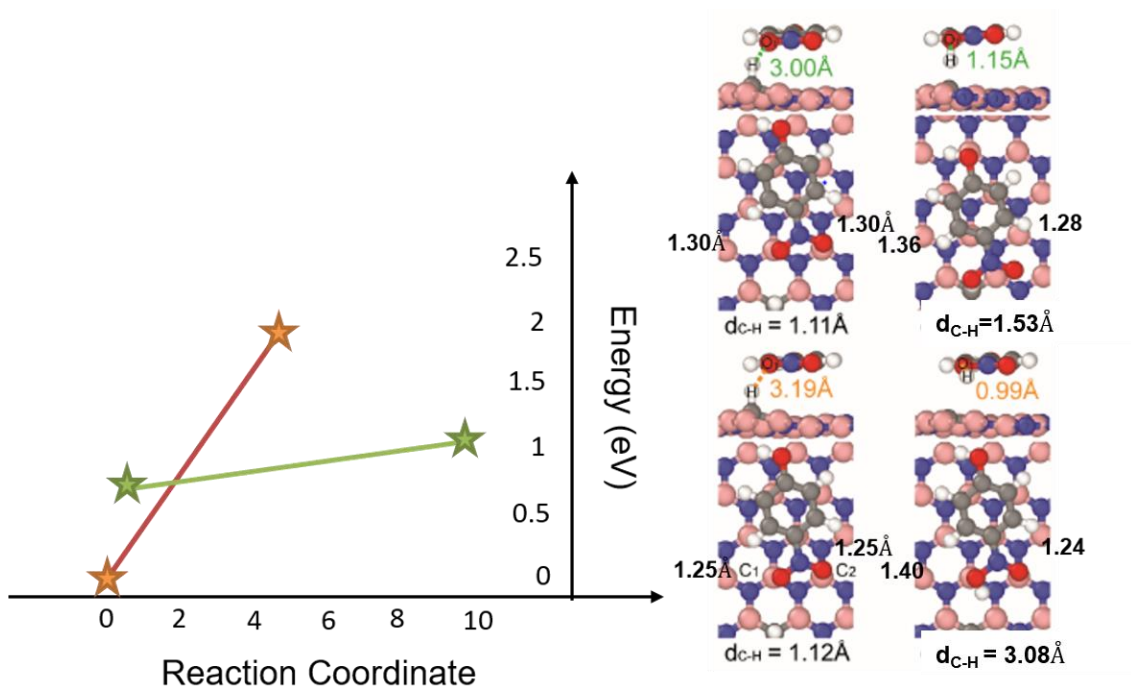 2.5
2
1.5
1
0.5
0
Energy (eV)
0 2 4 6 8 10
Reaction Coordinate
H
3.00Å
H
1.15Å
1.30Å
1.30Å
1.36
1.28
dC-H = 1.11Å
dC-H=1.53Å
H
3.19Å
H
0.99Å
1.25Å C1
1.25Å
C2
1.40
1.24
dC-H = 1.12Å
dC-H = 3.08Å